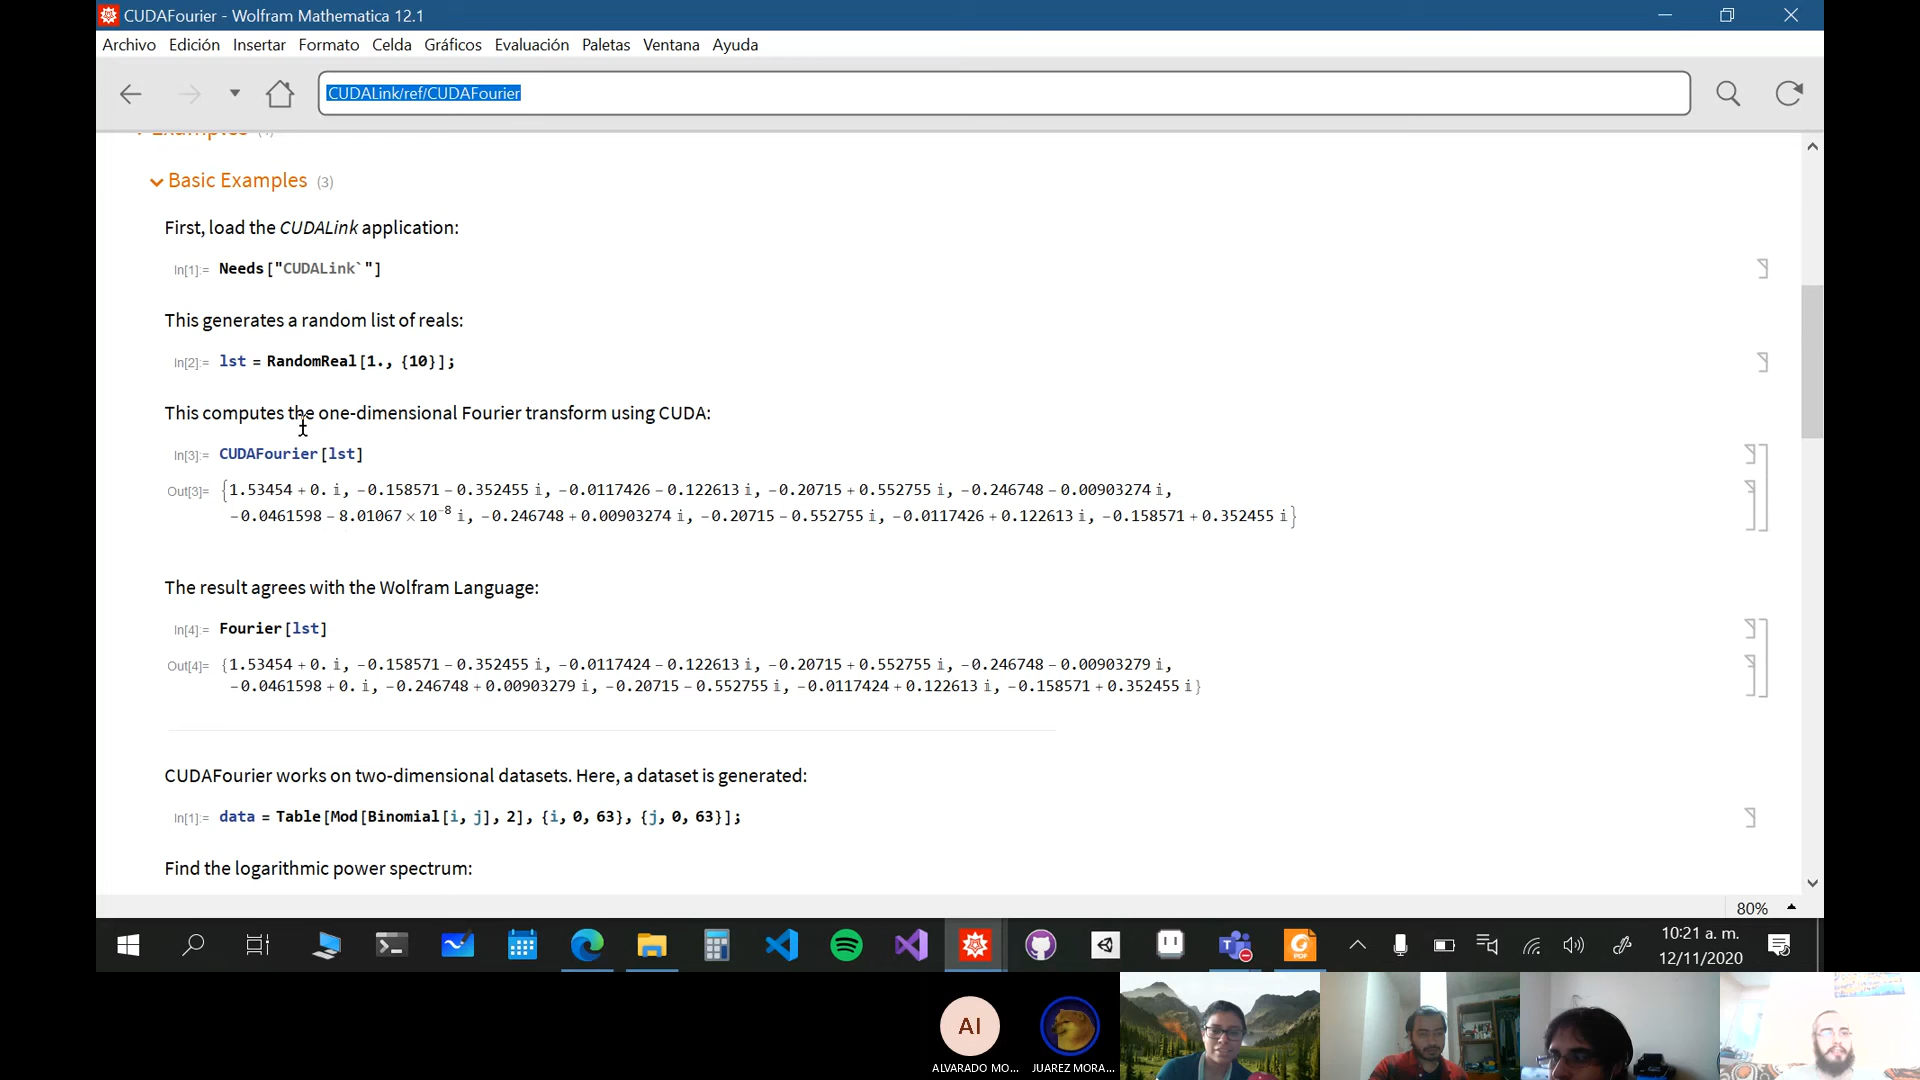 CUDAFourier - Wolfram Mathematica 12.1
Archivo Edición Insertar Formato Celda Gráficos Evaluación Paletas Ventana Ayuda
CUDALink/ref/CUDAFourier
Basic Examples (3)
First, load the CUDALink application:
In[1]:= Needs["CUDALink`"]
This generates a random list of reals:
In[2]:= lst = RandomReal[1., {10}];
This computes the one-dimensional Fourier transform using CUDA:
In[3]:= CUDAFourier[lst]
Out[3]= {1.53454 + 0. ⅈ, -0.158571 - 0.352455 ⅈ, -0.0117426 - 0.122613 ⅈ, -0.20715 + 0.552755 ⅈ, -0.246748 - 0.00903274 ⅈ,
-0.0461598 - 8.01067 × 10⁻⁸ ⅈ, -0.246748 + 0.00903274 ⅈ, -0.20715 - 0.552755 ⅈ, -0.0117426 + 0.122613 ⅈ, -0.158571 + 0.352455 ⅈ}
The result agrees with the Wolfram Language:
In[4]:= Fourier[lst]
Out[4]= {1.53454 + 0. ⅈ, -0.158571 - 0.352455 ⅈ, -0.0117424 - 0.122613 ⅈ, -0.20715 + 0.552755 ⅈ, -0.246748 - 0.00903279 ⅈ,
-0.0461598 + 0. ⅈ, -0.246748 + 0.00903279 ⅈ, -0.20715 - 0.552755 ⅈ, -0.0117424 + 0.122613 ⅈ, -0.158571 + 0.352455 ⅈ}
CUDAFourier works on two-dimensional datasets. Here, a dataset is generated:
In[1]:= data = Table[Mod[Binomial[i, j], 2], {i, 0, 63}, {j, 0, 63}];
Find the logarithmic power spectrum:
80%
10:21 a. m.
12/11/2020
AI
ALVARADO MO...
JUAREZ MORA...